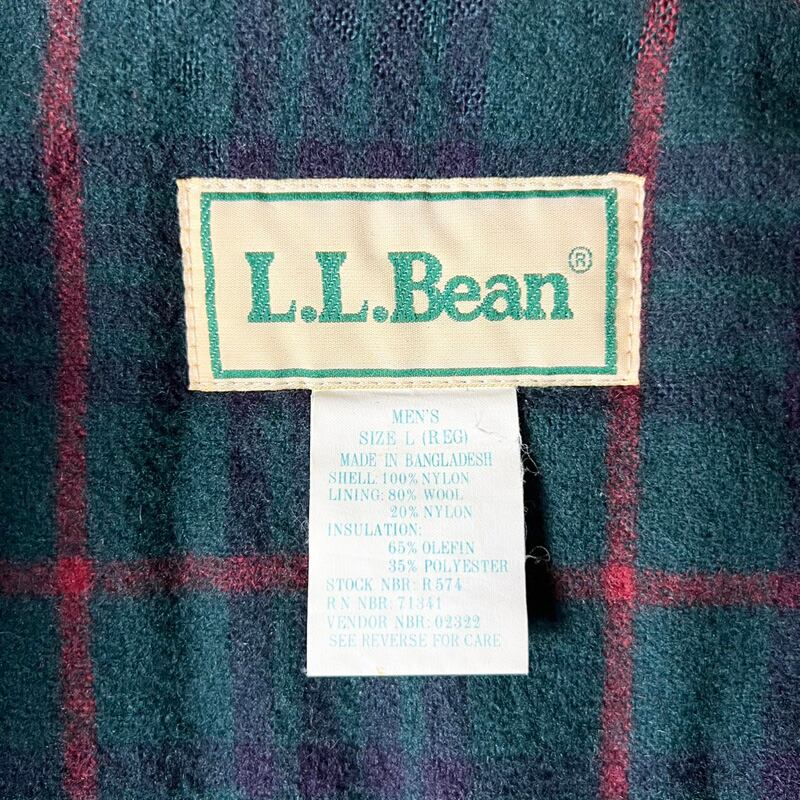 L.L.Bean®
MEN'S
SIZE L (REG)
MADE IN BANGLADESH
SHELL: 100% NYLON
LINING: 80% WOOL
20% NYLON
INSULATION:
65% OLEFIN
35% POLYESTER
STOCK NBR: R574
RN NBR: 71341
VENDOR NBR: 02322
SEE REVERSE FOR CARE